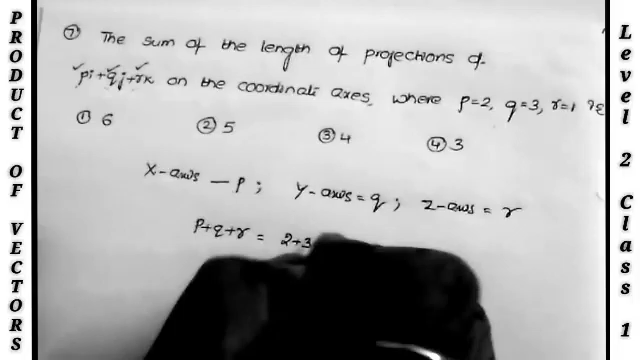 PRODUCT OF VECTORS
⑦ The sum of the length of projections of
pi+qj+rk on the coordinate axes, where p=2, q=3, r=1 is
① 6 ② 5 ③ 4 ④ 3
X-axis — p ; Y-axis = q ; Z-axis = r
p+q+r = 2+3
Level 2 Class 1